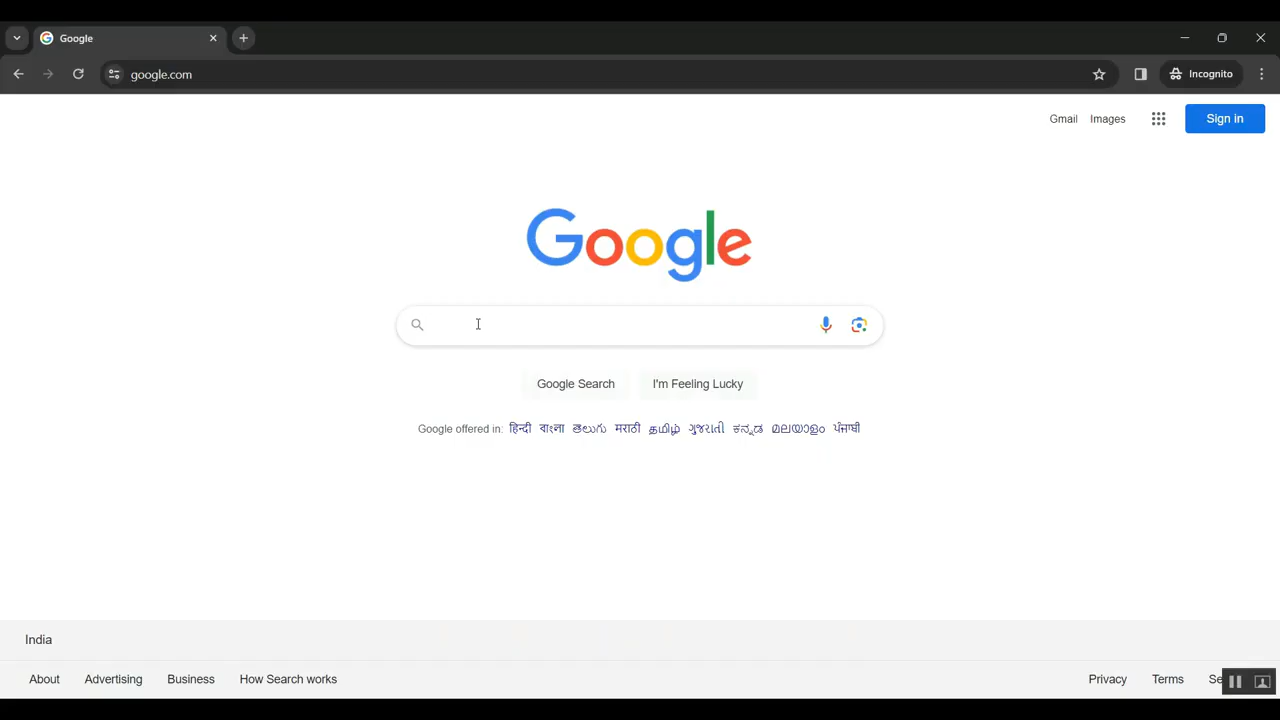 Google
google.com
Incognito
Gmail Images Sign in
Google
Google Search I'm Feeling Lucky
Google offered in: हिन्दी বাংলা తెలుగు मराठी தமிழ் ગુજરાતી ಕನ್ನಡ മലയാളം ਪੰਜਾਬੀ
India
About Advertising Business How Search works Privacy Terms Se